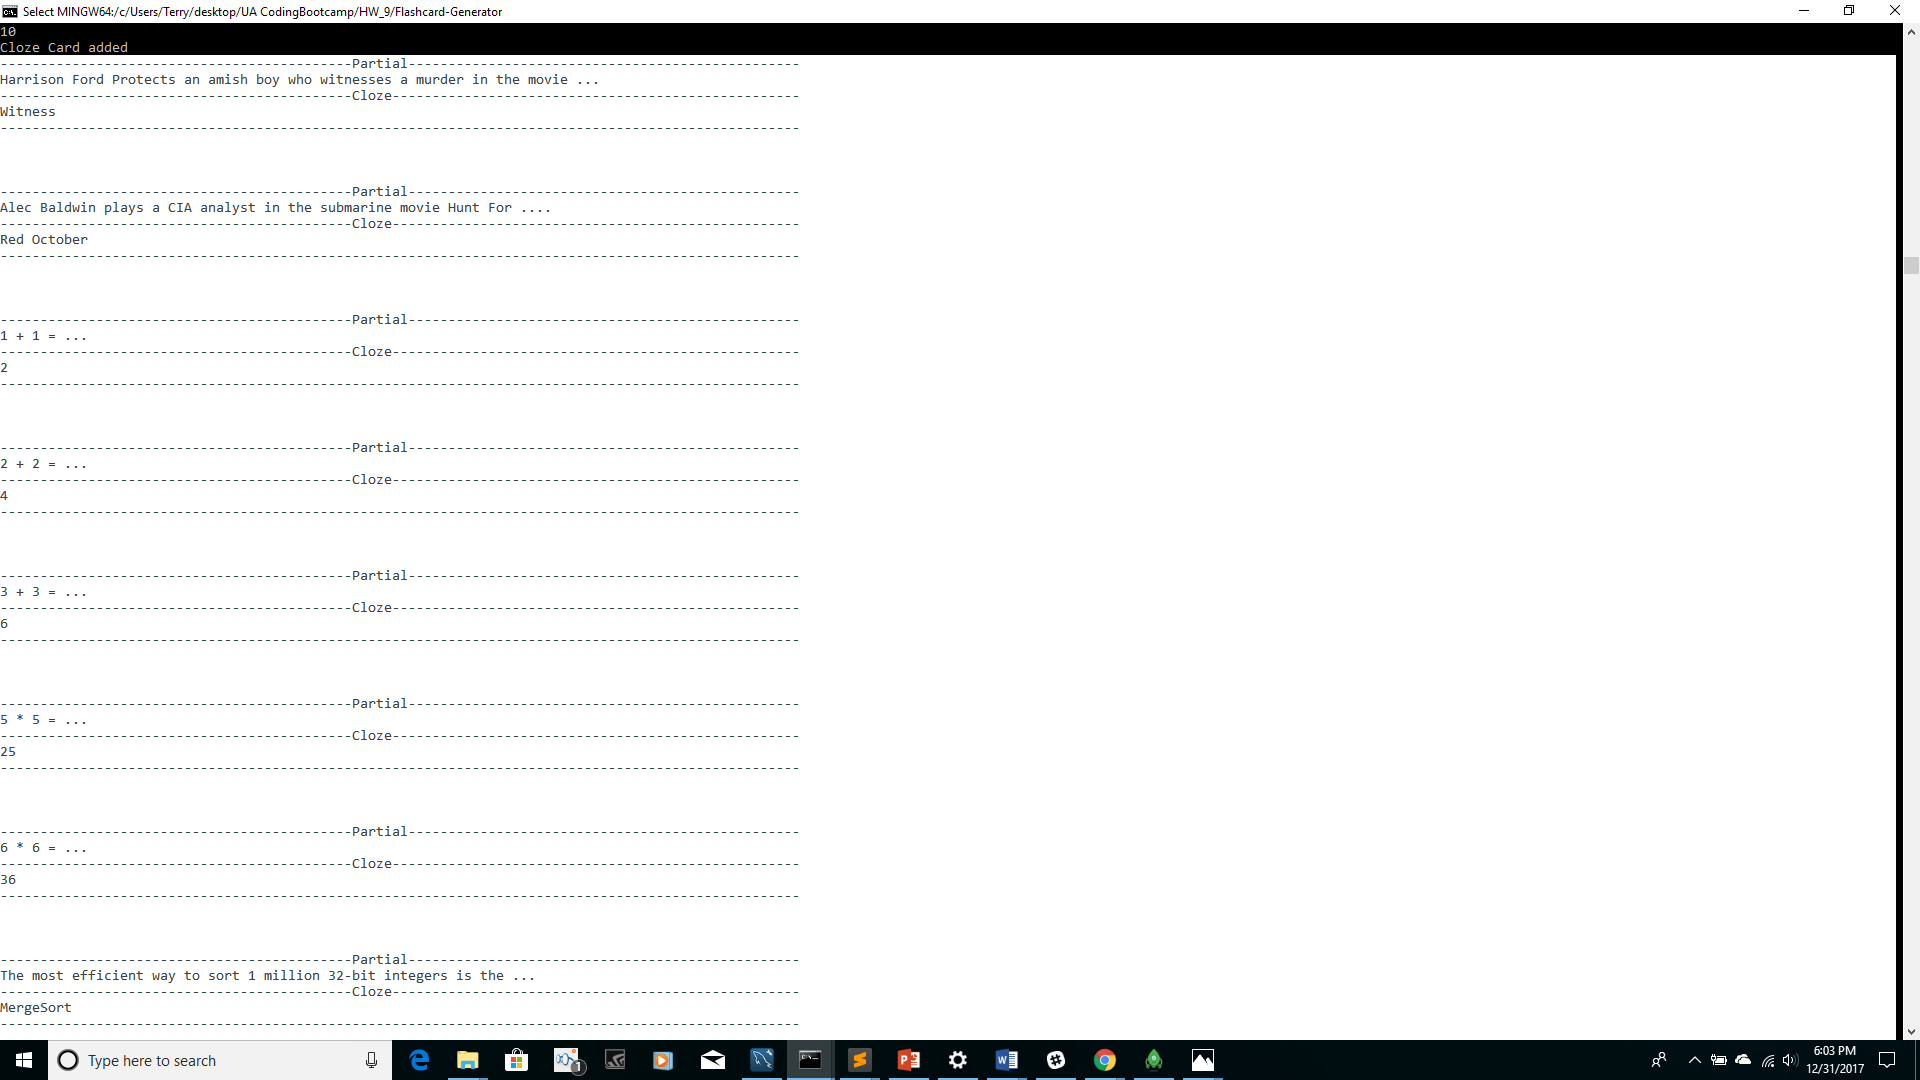 Select MINGW64:/c/Users/Terry/desktop/UA CodingBootcamp/HW_9/Flashcard-Generator
10
Cloze Card added
--------------------------------------------Partial-------------------------------------------------
Harrison Ford Protects an amish boy who witnesses a murder in the movie ...
--------------------------------------------Cloze---------------------------------------------------
Witness
----------------------------------------------------------------------------------------------------
--------------------------------------------Partial-------------------------------------------------
Alec Baldwin plays a CIA analyst in the submarine movie Hunt For ....
--------------------------------------------Cloze---------------------------------------------------
Red October
----------------------------------------------------------------------------------------------------
--------------------------------------------Partial-------------------------------------------------
1 + 1 = ...
--------------------------------------------Cloze---------------------------------------------------
2
----------------------------------------------------------------------------------------------------
--------------------------------------------Partial-------------------------------------------------
2 + 2 = ...
--------------------------------------------Cloze---------------------------------------------------
4
----------------------------------------------------------------------------------------------------
--------------------------------------------Partial-------------------------------------------------
3 + 3 = ...
--------------------------------------------Cloze---------------------------------------------------
6
----------------------------------------------------------------------------------------------------
--------------------------------------------Partial-------------------------------------------------
5 * 5 = ...
--------------------------------------------Cloze---------------------------------------------------
25
----------------------------------------------------------------------------------------------------
--------------------------------------------Partial-------------------------------------------------
6 * 6 = ...
--------------------------------------------Cloze---------------------------------------------------
36
----------------------------------------------------------------------------------------------------
--------------------------------------------Partial-------------------------------------------------
The most efficient way to sort 1 million 32-bit integers is the ...
--------------------------------------------Cloze---------------------------------------------------
MergeSort
----------------------------------------------------------------------------------------------------
Type here to search
1
6:03 PM
12/31/2017